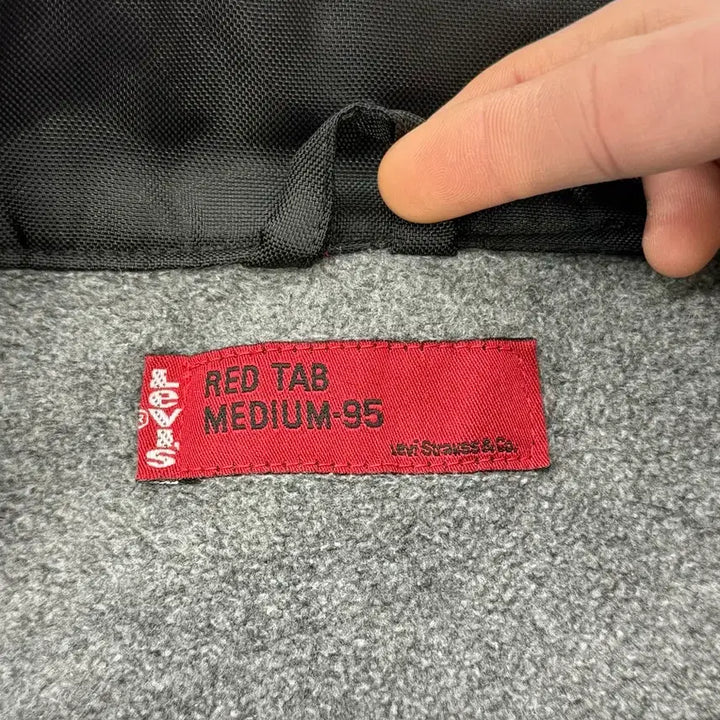 LEVI'S
®
RED TAB
MEDIUM-95
Levi Strauss & Co.